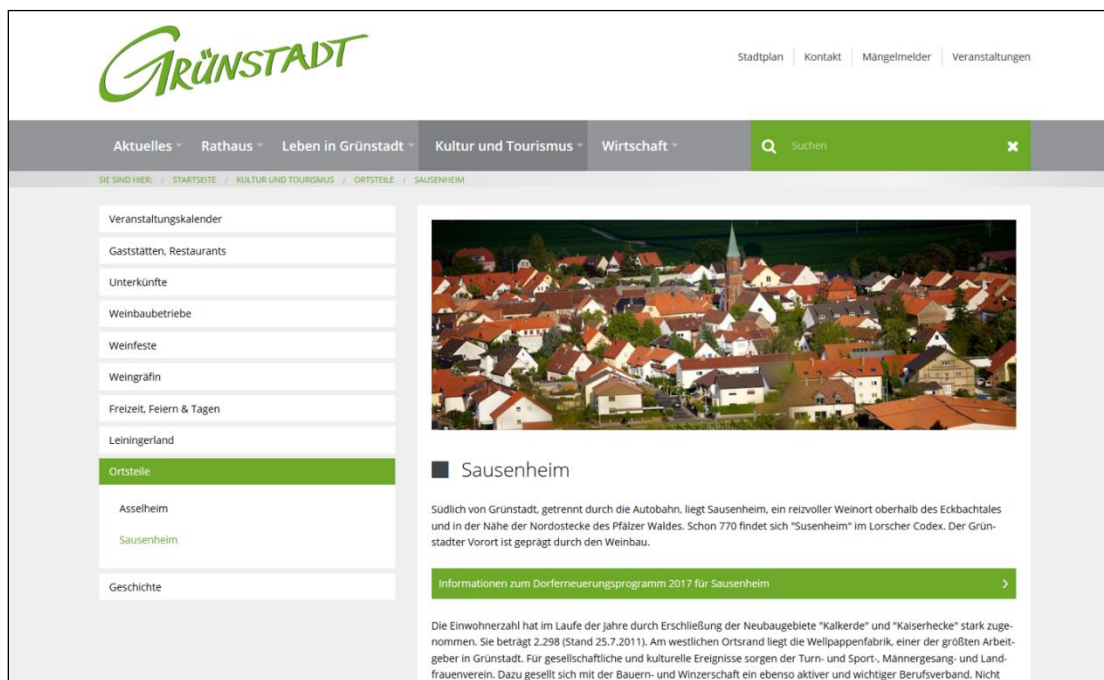 GRÜNSTADT
Stadtplan Kontakt Mängelmelder Veranstaltungen
Aktuelles Rathaus Leben in Grünstadt Kultur und Tourismus Wirtschaft Suchen
SIE SIND HIER: / STARTSEITE / KULTUR UND TOURISMUS / ORTSTEILE / SAUSENHEIM
Veranstaltungskalender
Gaststätten, Restaurants
Unterkünfte
Weinbaubetriebe
Weinfeste
Weingräfin
Freizeit, Feiern & Tagen
Leiningerland
Ortsteile
Asselheim
Sausenheim
Geschichte
Sausenheim
Südlich von Grünstadt, getrennt durch die Autobahn, liegt Sausenheim, ein reizvoller Weinort oberhalb des Eckbachtales
und in der Nähe der Nordostecke des Pfälzer Waldes. Schon 770 findet sich "Susenheim" im Lorscher Codex. Der Grün-
stadter Vorort ist geprägt durch den Weinbau.
Informationen zum Dorferneuerungsprogramm 2017 für Sausenheim
Die Einwohnerzahl hat im Laufe der Jahre durch Erschließung der Neubaugebiete "Kalkerde" und "Kaiserhecke" stark zuge-
nommen. Sie beträgt 2.298 (Stand 25.7.2011). Am westlichen Ortsrand liegt die Wellpappenfabrik, einer der größten Arbeit-
geber in Grünstadt. Für gesellschaftliche und kulturelle Ereignisse sorgen der Turn- und Sport-, Männergesang- und Land-
frauenverein. Dazu gesellt sich mit der Bauern- und Winzerschaft ein ebenso aktiver und wichtiger Berufsverband. Nicht